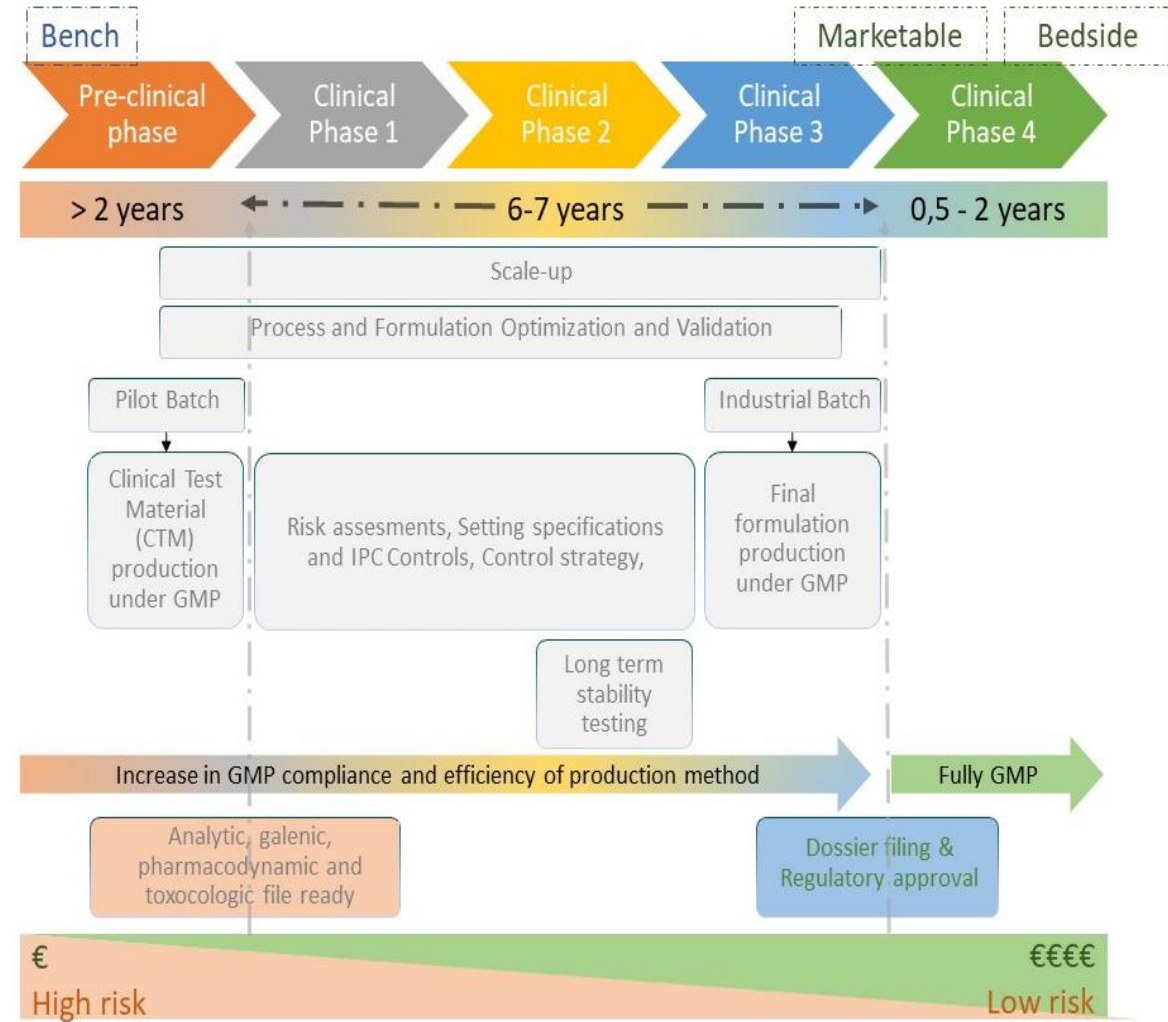 Bench
Marketable
Bedside
Pre-clinical
phase
Clinical
Phase 1
Clinical
Phase 2
Clinical
Phase 3
Clinical
Phase 4
> 2 years
6-7 years
0,5 - 2 years
Scale-up
Process and Formulation Optimization and Validation
Pilot Batch
Industrial Batch
Clinical Test
Material
(CTM)
production
under GMP
Risk assesments, Setting specifications
and IPC Controls, Control strategy,
Final
formulation
production
under GMP
Long term
stability
testing
Increase in GMP compliance and efficiency of production method
Fully GMP
Analytic, galenic,
pharmacodynamic and
toxocologic file ready
Dossier filing &
Regulatory approval
€
€€€€
High risk
Low risk